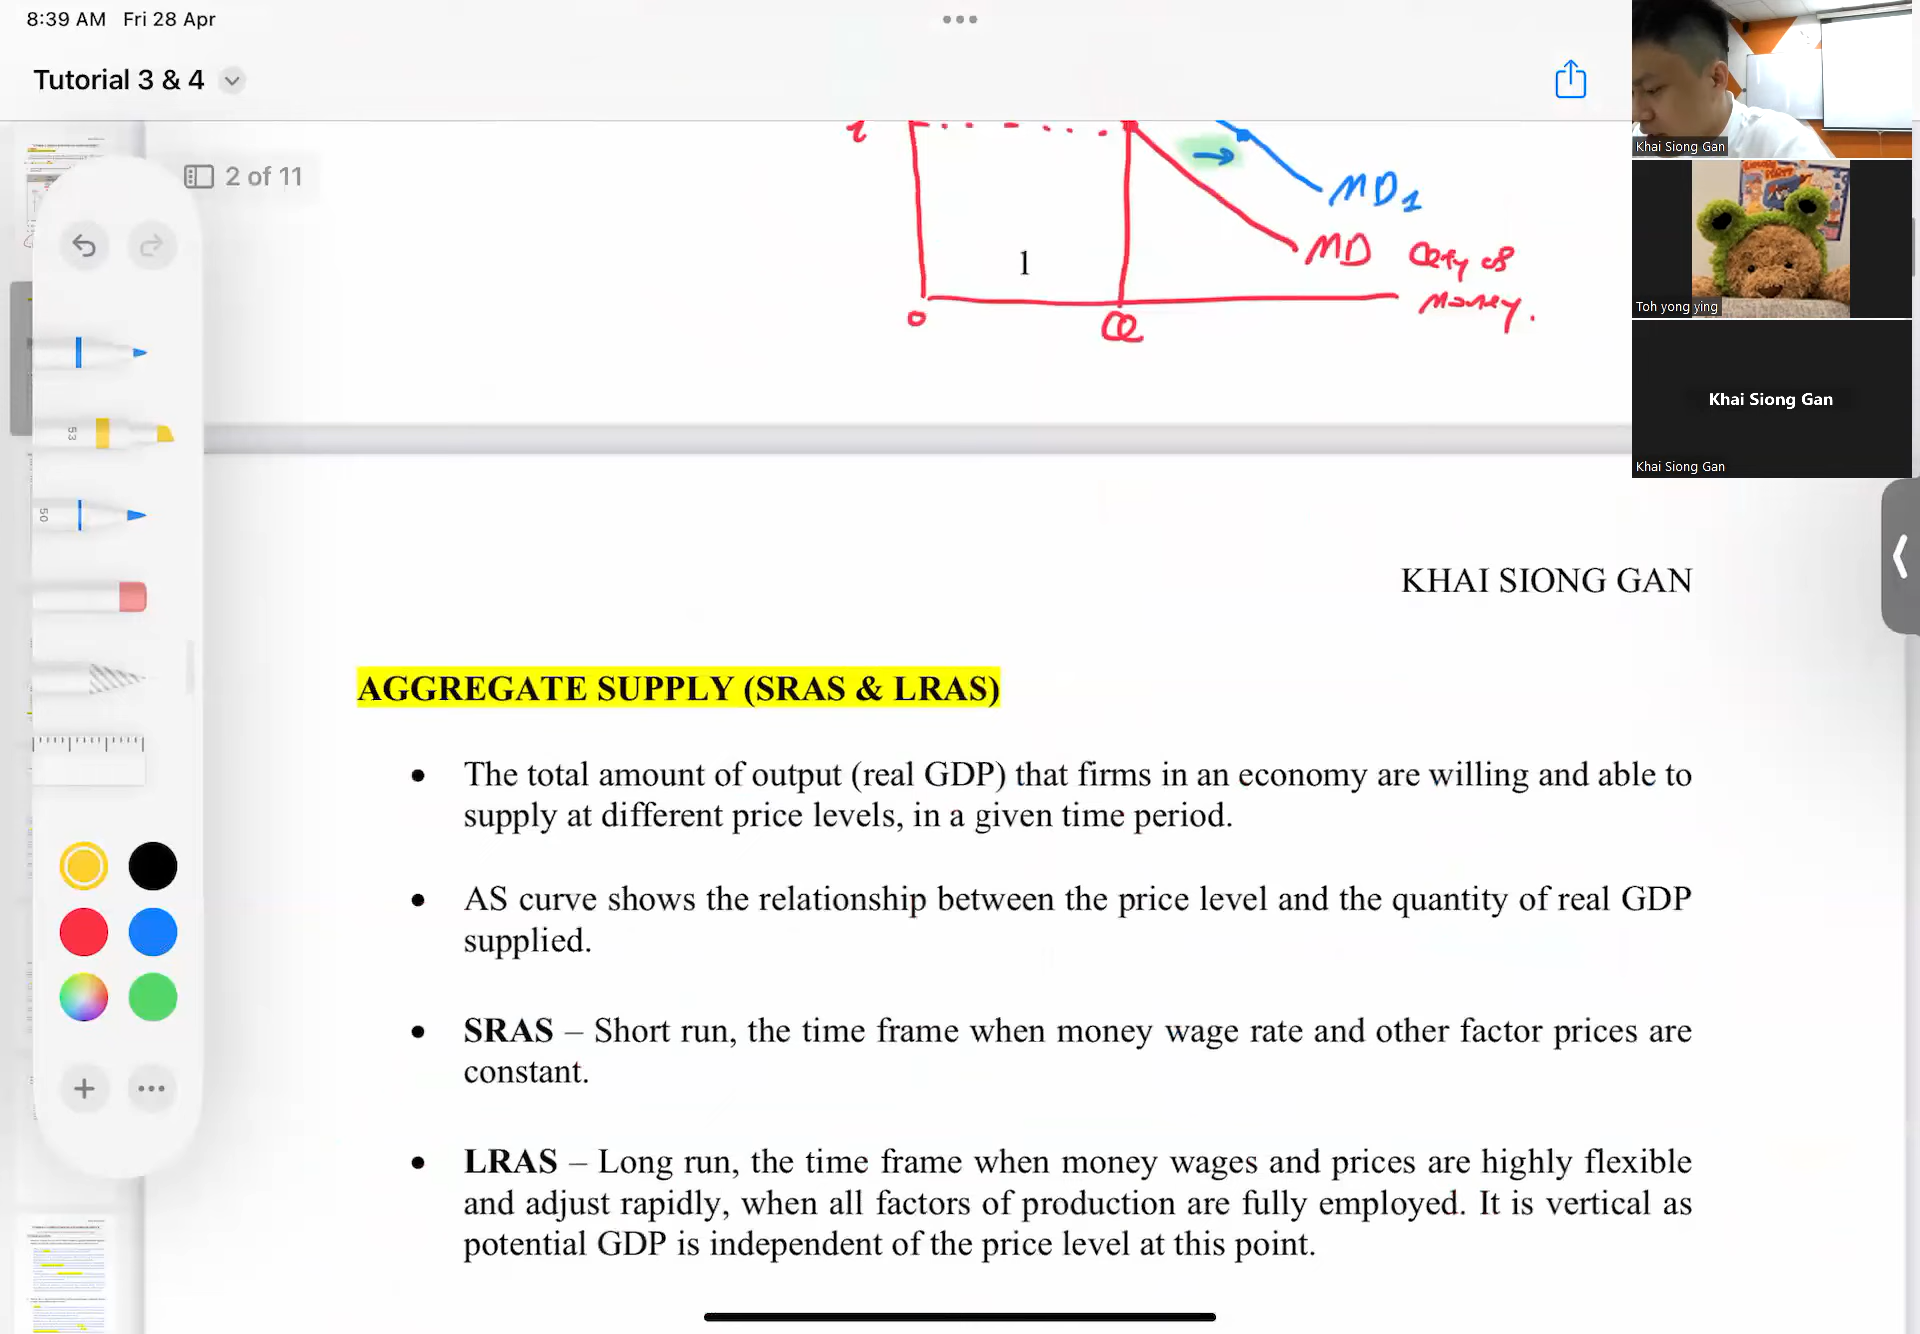 8:39 AM Fri 28 Apr
Tutorial 3 & 4
2 of 11
i
MD1
MD Qty of
Money.
1
0
Q
53
50
Khai Siong Gan
Toh yong ying
Khai Siong Gan
Khai Siong Gan
KHAI SIONG GAN
AGGREGATE SUPPLY (SRAS & LRAS)
• The total amount of output (real GDP) that firms in an economy are willing and able to
supply at different price levels, in a given time period.
• AS curve shows the relationship between the price level and the quantity of real GDP
supplied.
• SRAS – Short run, the time frame when money wage rate and other factor prices are
constant.
• LRAS – Long run, the time frame when money wages and prices are highly flexible
and adjust rapidly, when all factors of production are fully employed. It is vertical as
potential GDP is independent of the price level at this point.